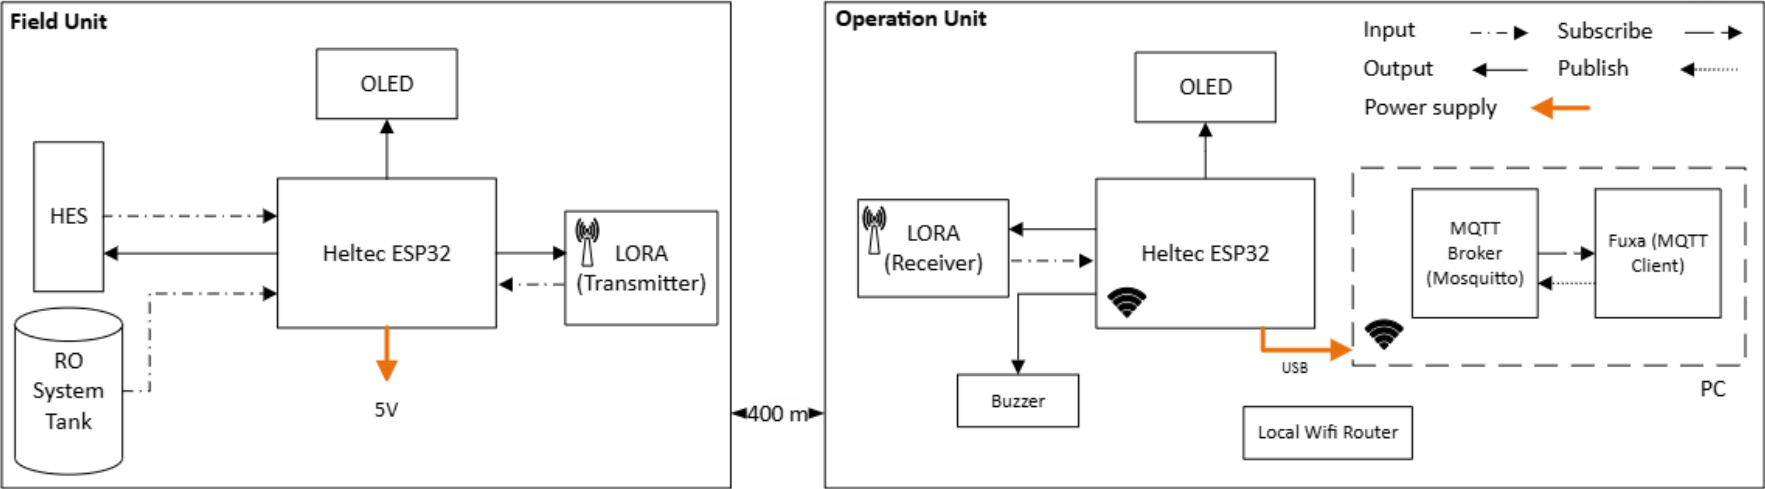 Field Unit
OLED
HES
Heltec ESP32
LORA
(Transmitter)
RO
System
Tank
5V
400 m
Operation Unit
Input
Subscribe
Output
Publish
Power supply
OLED
LORA
(Receiver)
Heltec ESP32
MQTT
Broker
(Mosquitto)
Fuxa (MQTT
Client)
USB
PC
Buzzer
Local Wifi Router